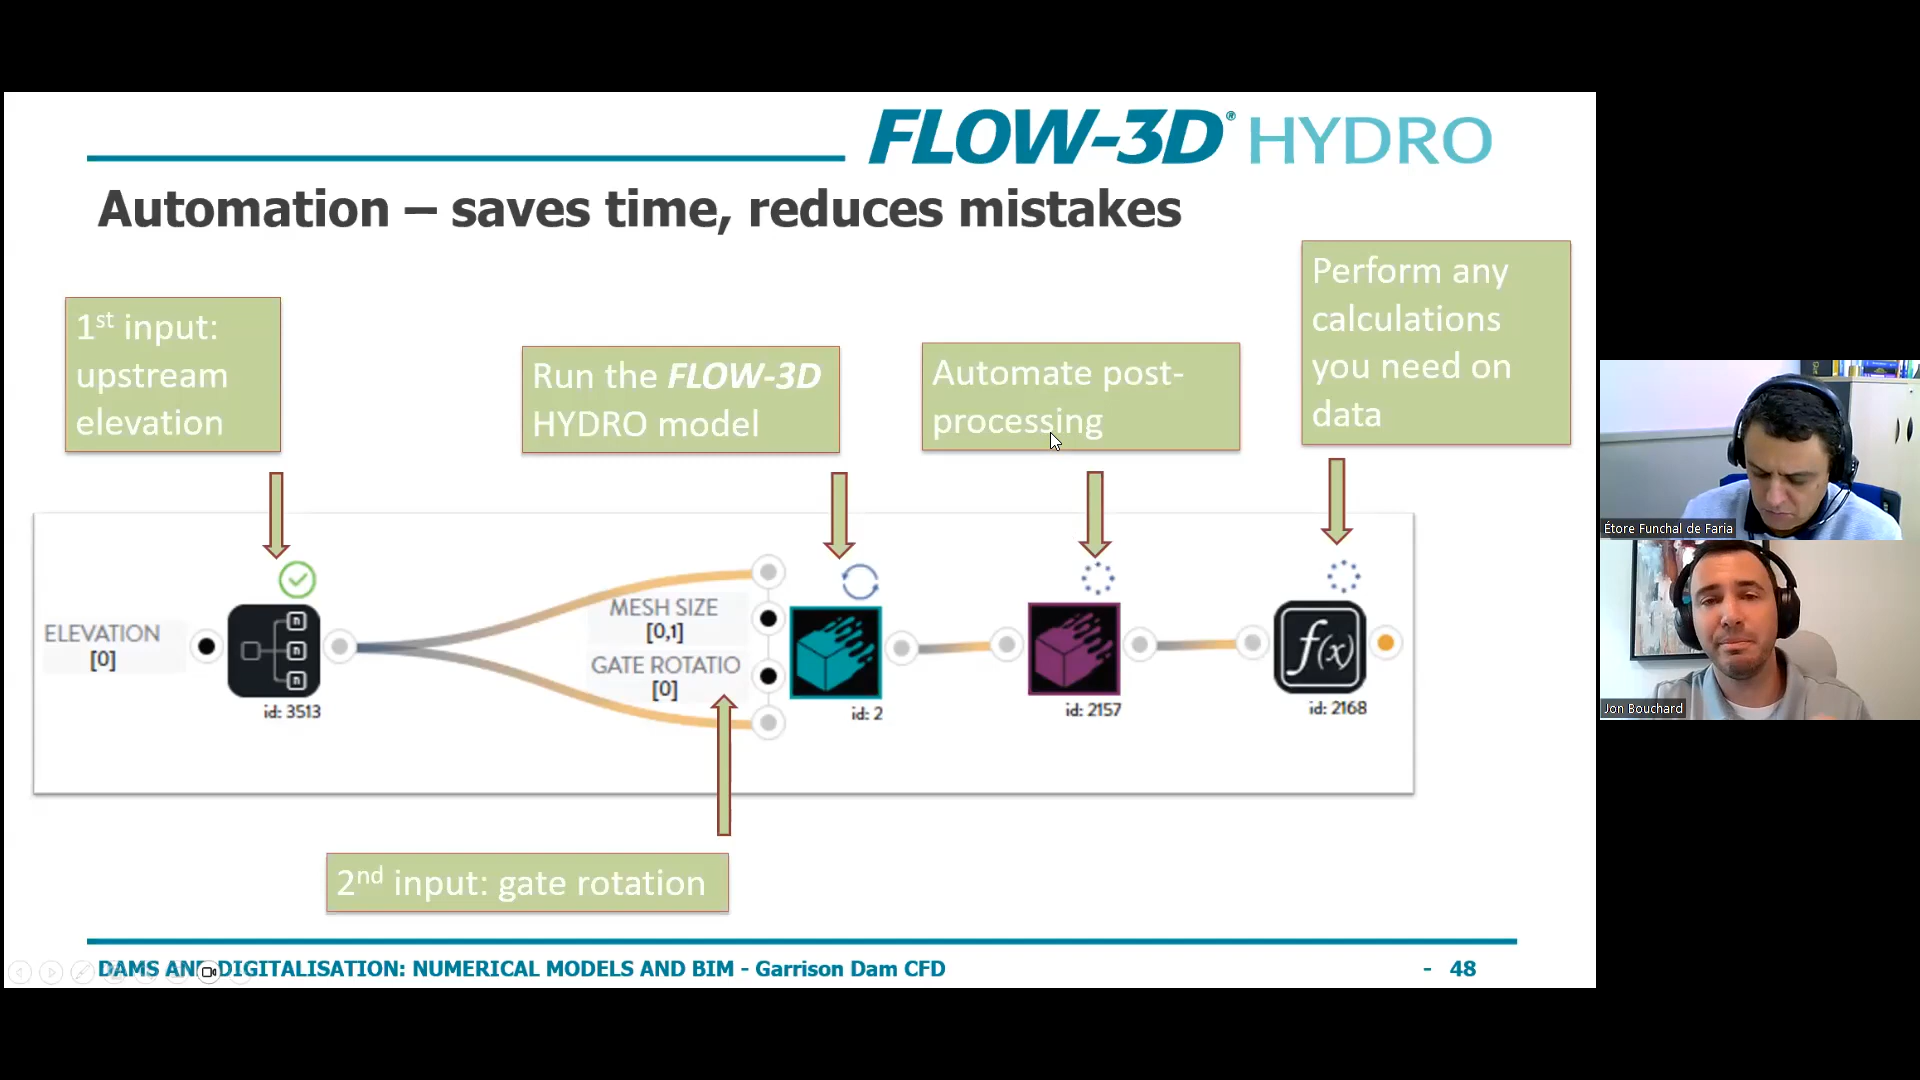 FLOW-3D® HYDRO
Automation – saves time, reduces mistakes
1st input:
upstream
elevation
Run the FLOW-3D
HYDRO model
Automate post-
processing
Perform any
calculations
you need on
data
ELEVATION
[0]
id: 3513
MESH SIZE
[0,1]
GATE ROTATIO
[0]
id: 2
id: 2157
f(x)
id: 2168
2nd input: gate rotation
DAMS AND DIGITALISATION: NUMERICAL MODELS AND BIM - Garrison Dam CFD
- 48
Étore Funchal de Faria
Jon Bouchard